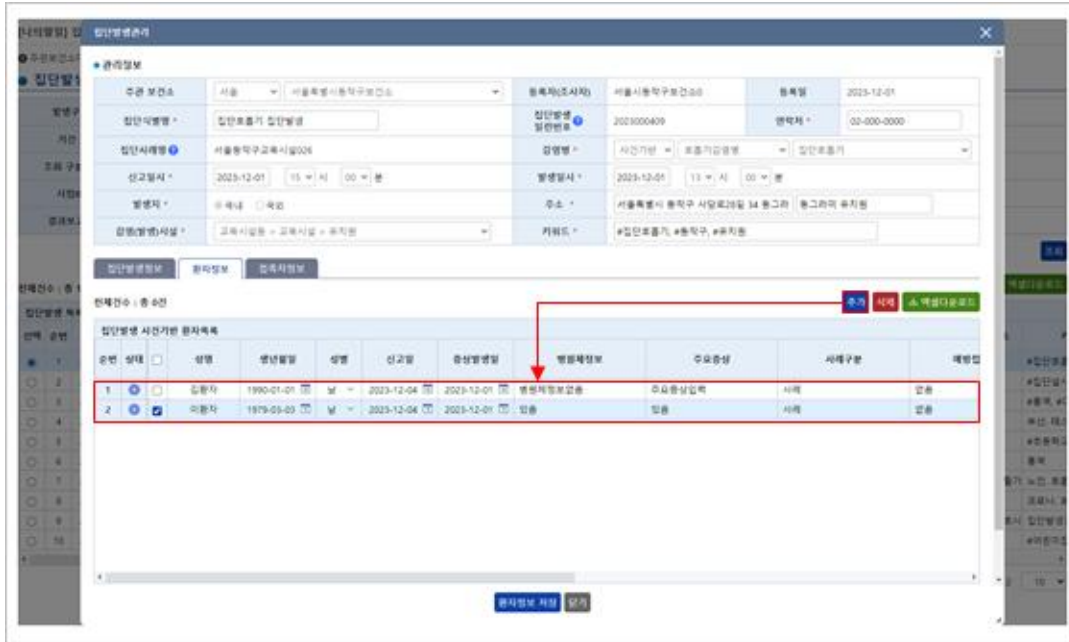 집단발생관리
관리정보
주관 보건소 서울 서울특별시동작구보건소 등록자(조사자) 서울시동작구보건소0 등록일 2023-12-01
집단식별명 * 집단호흡기 집단발생 집단발생 일련번호 2023000409 연락처 * 02-000-0000
집단사례명 서울동작구교육시설026 감염병 * 사건기반 호흡기감염병 집단호흡기
신고일시 * 2023-12-01 15 시 00 분 발생일시 * 2023-12-01 13 시 00 분
발생지 * 국내 국외 주소 * 서울특별시 동작구 사당로28길 34 동그라 동그라미 유치원
감염(발생)시설 * 교육시설등 > 교육시설 > 유치원 키워드 * #집단호흡기, #동작구, #유치원
집단발생정보 환자정보 접촉자정보
전체건수 : 총 0건 추가 삭제 엑셀다운로드
집단발생 사건기반 환자목록
순번 상태 성명 생년월일 성별 신고일 증상발생일 병원체정보 주요증상 사례구분 예방접
1 김환자 1990-01-01 남 2023-12-04 2023-12-01 병원체정보없음 주요증상입력 사례 없음
2 이환자 1979-03-03 남 2023-12-04 2023-12-01 있음 있음 사례 없음
환자정보 저장 닫기